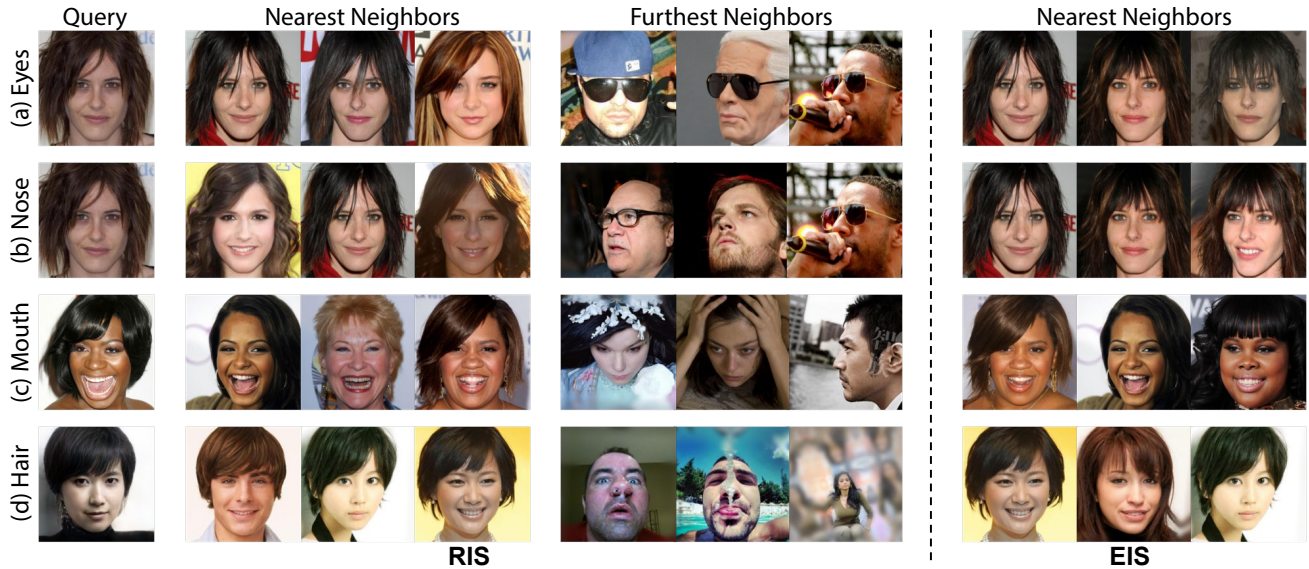 Query
Nearest Neighbors
Furthest Neighbors
Nearest Neighbors
(a) Eyes
(b) Nose
(c) Mouth
(d) Hair
RIS
EIS